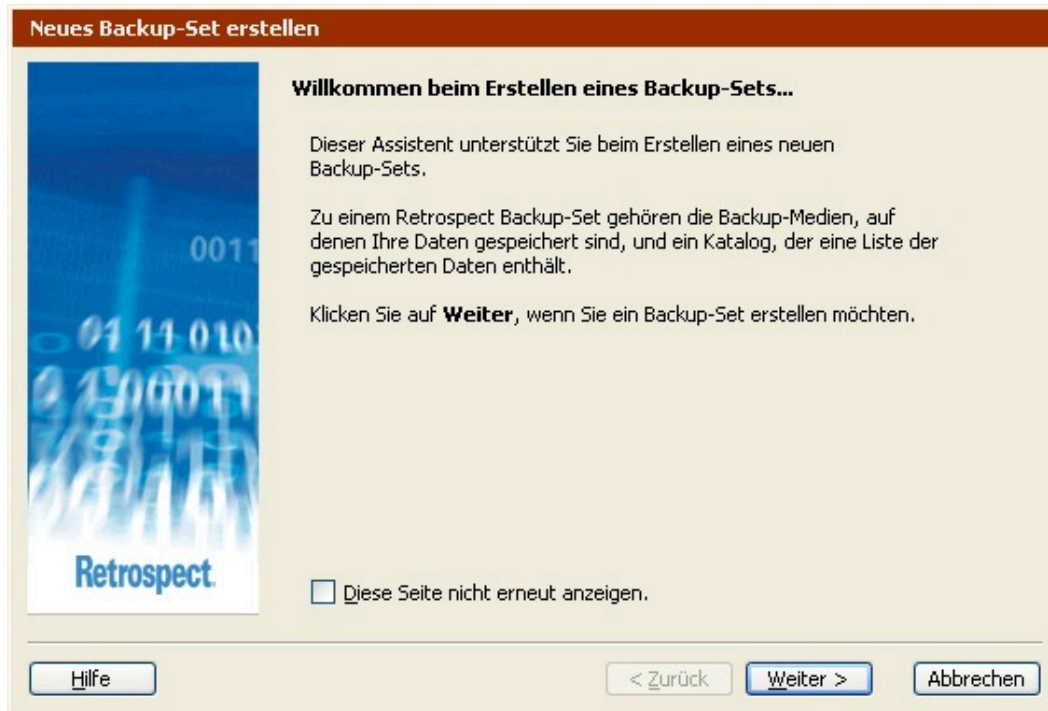 Neues Backup-Set erstellen
Willkommen beim Erstellen eines Backup-Sets...
Dieser Assistent unterstützt Sie beim Erstellen eines neuen
Backup-Sets.
Zu einem Retrospect Backup-Set gehören die Backup-Medien, auf
denen Ihre Daten gespeichert sind, und ein Katalog, der eine Liste der
gespeicherten Daten enthält.
Klicken Sie auf Weiter, wenn Sie ein Backup-Set erstellen möchten.
0011
01 11 010
0 1 00011
Retrospect
Diese Seite nicht erneut anzeigen.
Hilfe
< Zurück
Weiter >
Abbrechen